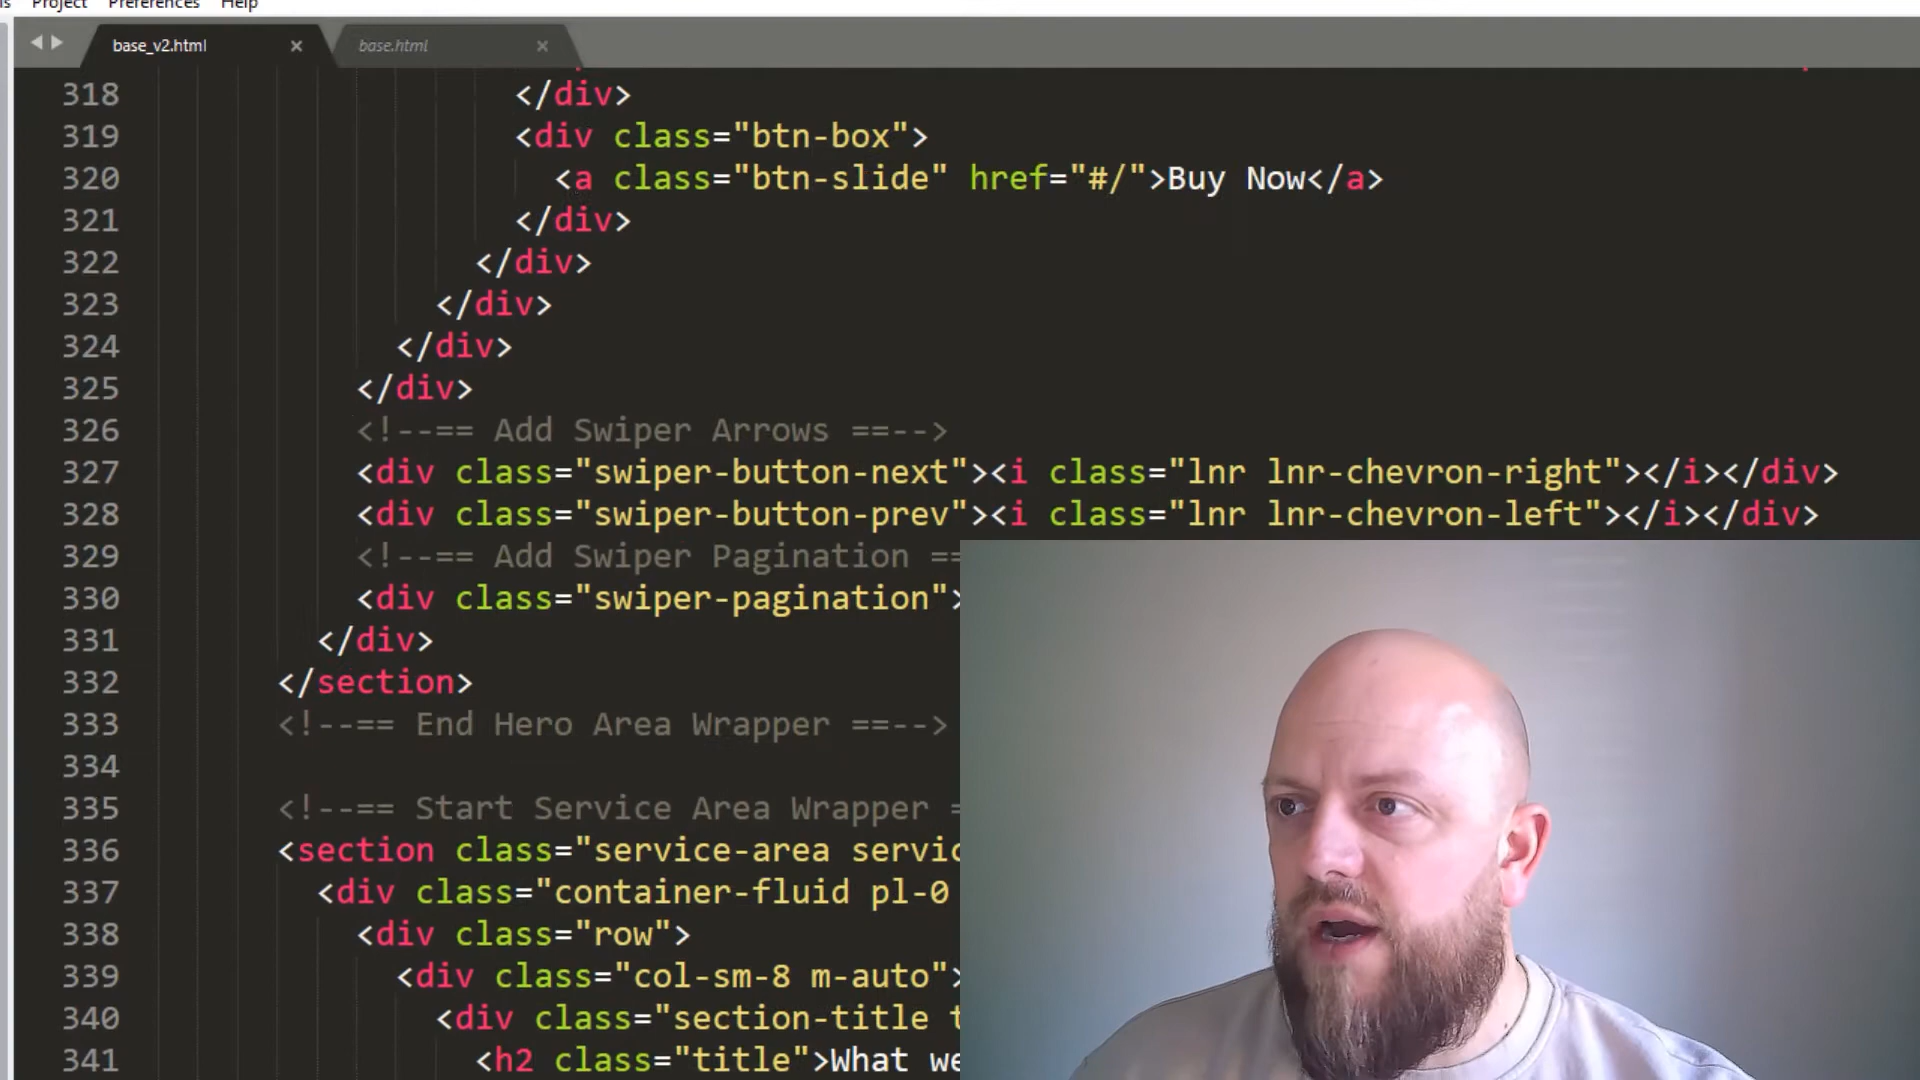 Project Preferences Help
base_v2.html × base.html ×
318 </div>
319 <div class="btn-box">
320 <a class="btn-slide" href="#/">Buy Now</a>
321 </div>
322 </div>
323 </div>
324 </div>
325 </div>
326 <!--== Add Swiper Arrows ==-->
327 <div class="swiper-button-next"><i class="lnr lnr-chevron-right"></i></div>
328 <div class="swiper-button-prev"><i class="lnr lnr-chevron-left"></i></div>
329 <!--== Add Swiper Pagination ==
330 <div class="swiper-pagination">
331 </div>
332 </section>
333 <!--== End Hero Area Wrapper ==-->
334
335 <!--== Start Service Area Wrapper
336 <section class="service-area
337 <div class="container-fluid pl-0
338 <div class="row">
339 <div class="col-sm-8 m-auto">
340 <div class="section-title
341 <h2 class="title">What